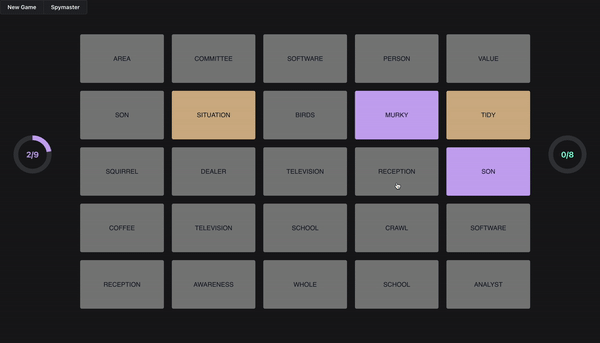 New Game Spymaster
AREA COMMITTEE SOFTWARE PERSON VALUE
SON SITUATION BIRDS MURKY TIDY
2/9
0/8
SQUIRREL DEALER TELEVISION RECEPTION SON
COFFEE TELEVISION SCHOOL CRAWL SOFTWARE
RECEPTION AWARENESS WHOLE SCHOOL ANALYST